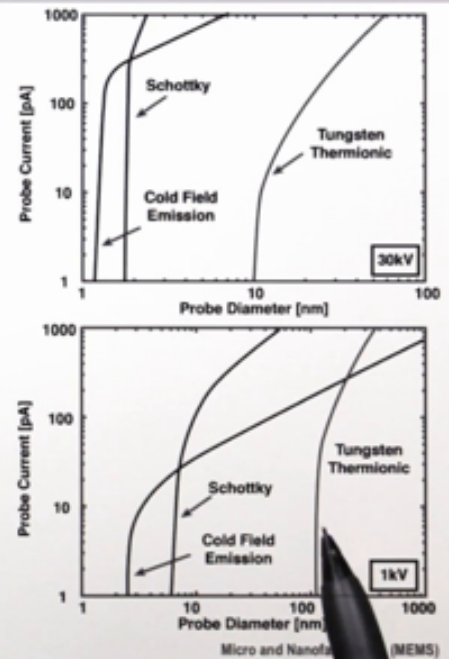 1000
Probe Current [pA]
100
10
1
Schottky
Tungsten
Thermionic
Cold Field
Emission
30kV
1 10 100
Probe Diameter [nm]
1000
Probe Current [pA]
100
10
1
Tungsten
Thermionic
Schottky
Cold Field
Emission
1kV
1 10 100 1000
Probe Diameter [nm]
Micro and (MEMS)